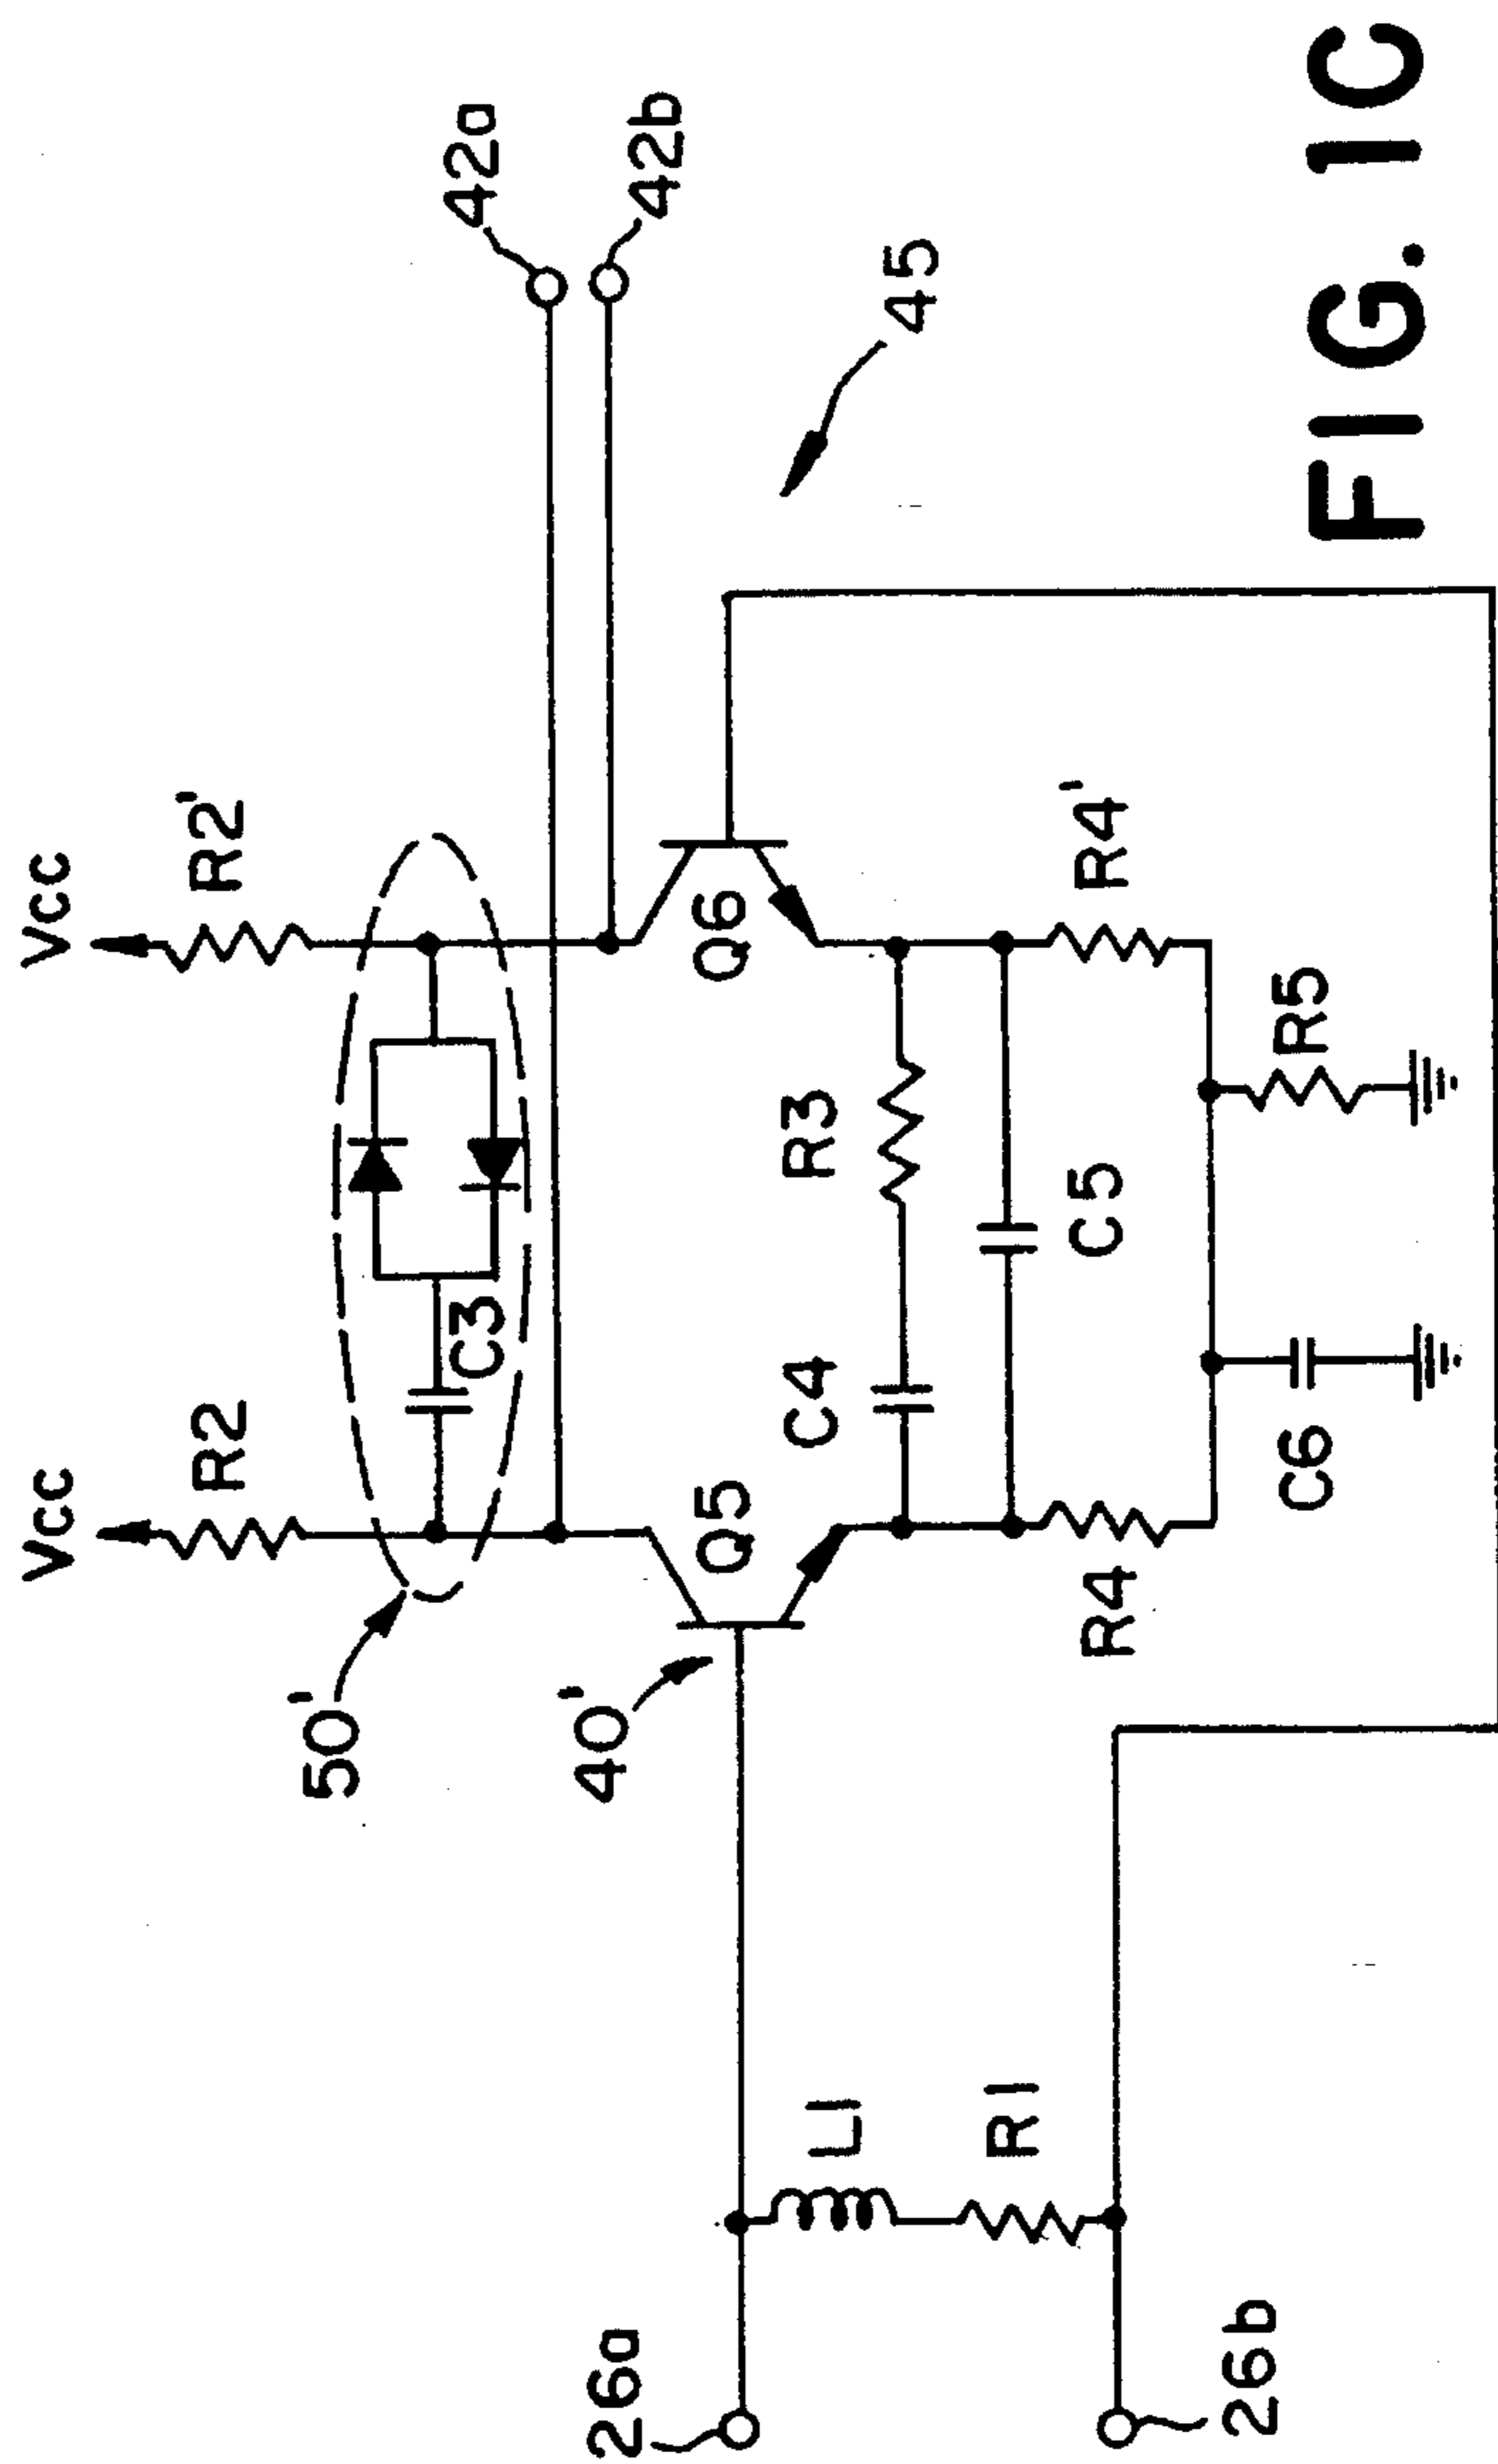 Vcc
Vcc
R2
R2'
50'
C3
42a
42b
40'
Q5
Q6
45
26a
L1
C4
R3
R1
R4
C5
R4'
26b
C6
R5
FIG. 1C